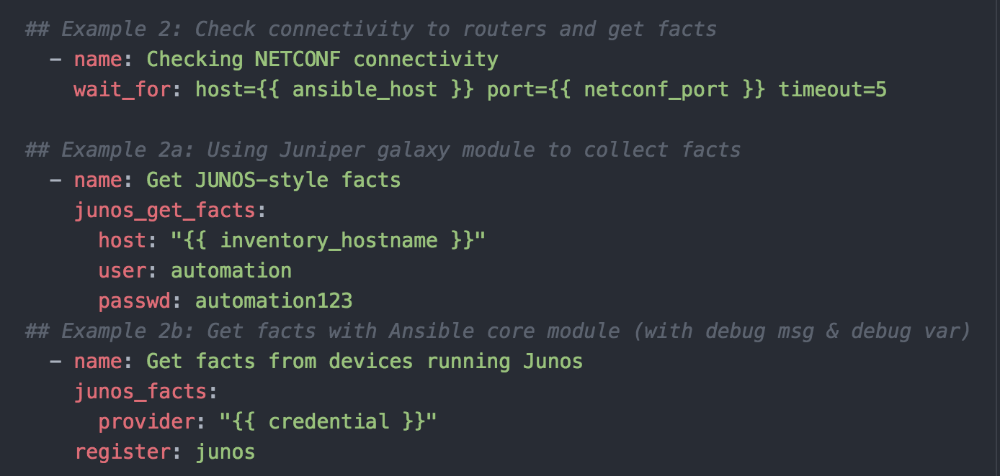 ## Example 2: Check connectivity to routers and get facts
  - name: Checking NETCONF connectivity
    wait_for: host={{ ansible_host }} port={{ netconf_port }} timeout=5

## Example 2a: Using Juniper galaxy module to collect facts
  - name: Get JUNOS-style facts
    junos_get_facts:
      host: "{{ inventory_hostname }}"
      user: automation
      passwd: automation123
## Example 2b: Get facts with Ansible core module (with debug msg & debug var)
  - name: Get facts from devices running Junos
    junos_facts:
      provider: "{{ credential }}"
    register: junos